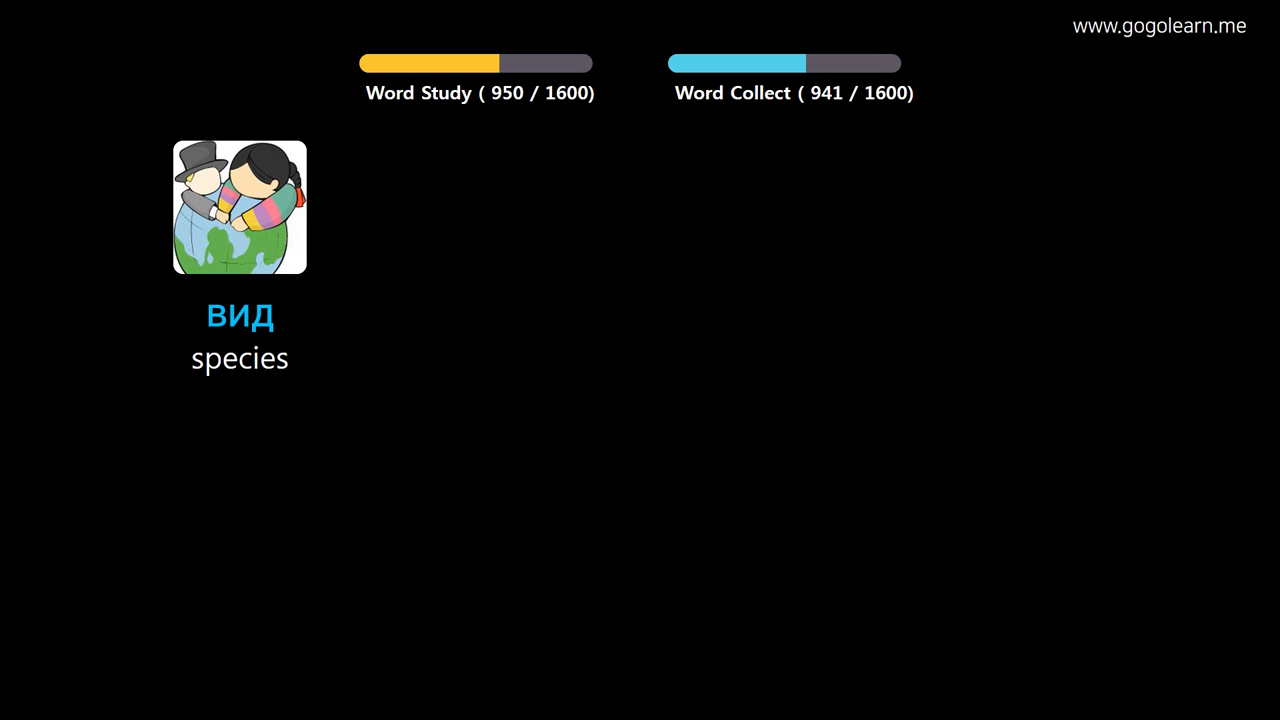 www.gogolearn.me
Word Study ( 950 / 1600)
Word Collect ( 941 / 1600)
вид
species